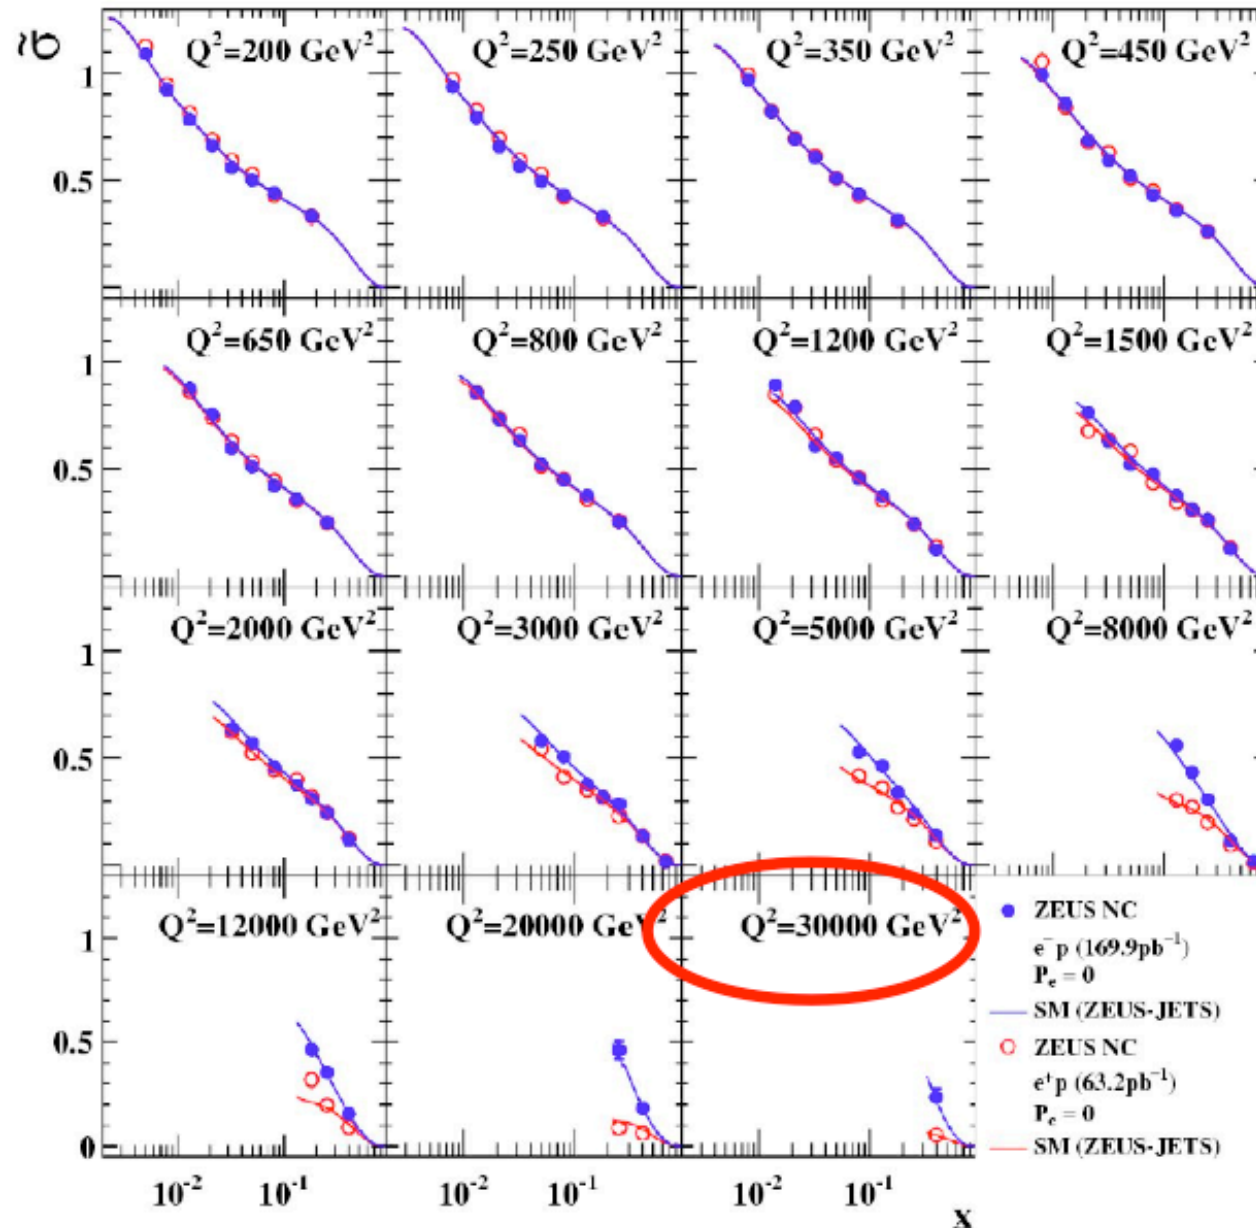 σ̃
Q²=200 GeV²
Q²=250 GeV²
Q²=350 GeV²
Q²=450 GeV²
1
0.5
Q²=650 GeV²
Q²=800 GeV²
Q²=1200 GeV²
Q²=1500 GeV²
1
0.5
Q²=2000 GeV²
Q²=3000 GeV²
Q²=5000 GeV²
Q²=8000 GeV²
1
0.5
Q²=12000 GeV²
Q²=20000 GeV²
Q²=30000 GeV²
1
0.5
0
ZEUS NC
e⁻p (169.9pb⁻¹)
Pₑ = 0
SM (ZEUS-JETS)
ZEUS NC
e⁺p (63.2pb⁻¹)
Pₑ = 0
SM (ZEUS-JETS)
10⁻² 10⁻¹ 10⁻² 10⁻¹ 10⁻² 10⁻¹
x